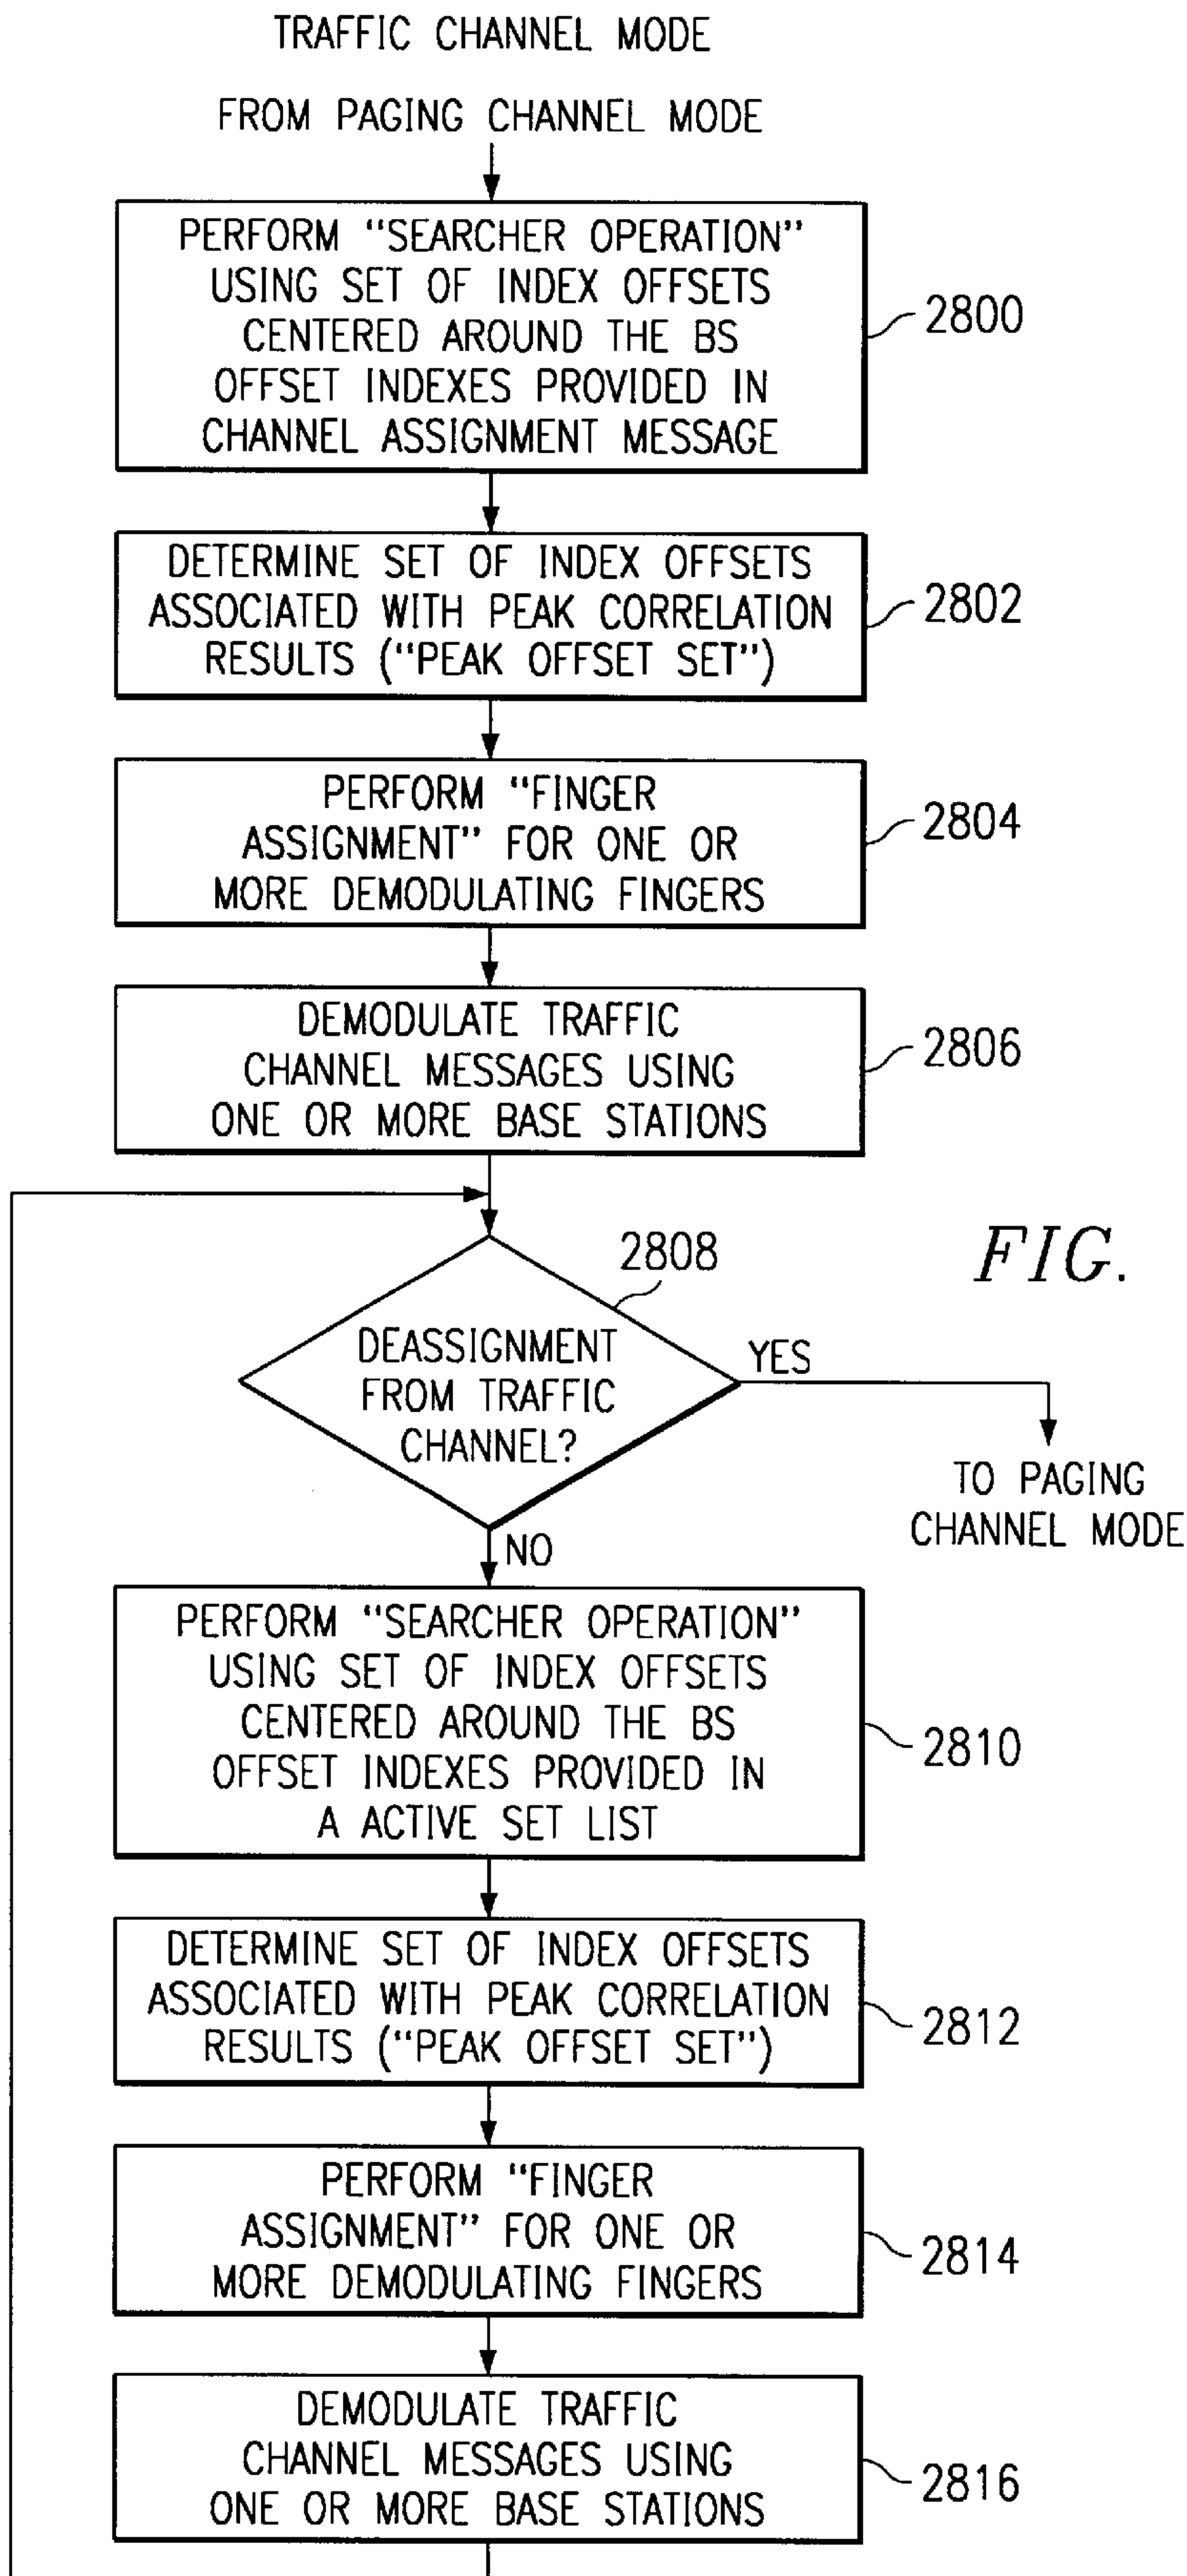 TRAFFIC CHANNEL MODE
FROM PAGING CHANNEL MODE
PERFORM "SEARCHER OPERATION"
USING SET OF INDEX OFFSETS
CENTERED AROUND THE BS
OFFSET INDEXES PROVIDED IN
CHANNEL ASSIGNMENT MESSAGE
2800
DETERMINE SET OF INDEX OFFSETS
ASSOCIATED WITH PEAK CORRELATION
RESULTS ("PEAK OFFSET SET")
2802
PERFORM "FINGER
ASSIGNMENT" FOR ONE OR
MORE DEMODULATING FINGERS
2804
DEMODULATE TRAFFIC
CHANNEL MESSAGES USING
ONE OR MORE BASE STATIONS
2806
FIG.
2808
DEASSIGNMENT
FROM TRAFFIC
CHANNEL?
YES
TO PAGING
CHANNEL MODE
NO
PERFORM "SEARCHER OPERATION"
USING SET OF INDEX OFFSETS
CENTERED AROUND THE BS
OFFSET INDEXES PROVIDED IN
A ACTIVE SET LIST
2810
DETERMINE SET OF INDEX OFFSETS
ASSOCIATED WITH PEAK CORRELATION
RESULTS ("PEAK OFFSET SET")
2812
PERFORM "FINGER
ASSIGNMENT" FOR ONE OR
MORE DEMODULATING FINGERS
2814
DEMODULATE TRAFFIC
CHANNEL MESSAGES USING
ONE OR MORE BASE STATIONS
2816